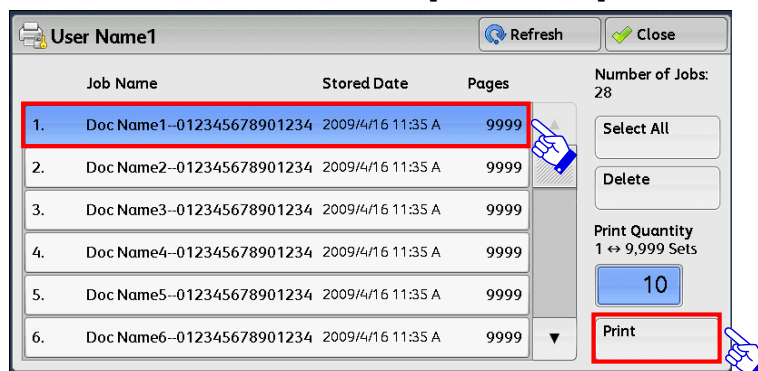 User Name1 Refresh Close
Job Name Stored Date Pages Number of Jobs:
28
1. Doc Name1--012345678901234 2009/4/16 11:35 A 9999 Select All
2. Doc Name2--012345678901234 2009/4/16 11:35 A 9999 Delete
3. Doc Name3--012345678901234 2009/4/16 11:35 A 9999
Print Quantity
1 ↔ 9,999 Sets
4. Doc Name4--012345678901234 2009/4/16 11:35 A 9999
5. Doc Name5--012345678901234 2009/4/16 11:35 A 9999 10
6. Doc Name6--012345678901234 2009/4/16 11:35 A 9999 Print